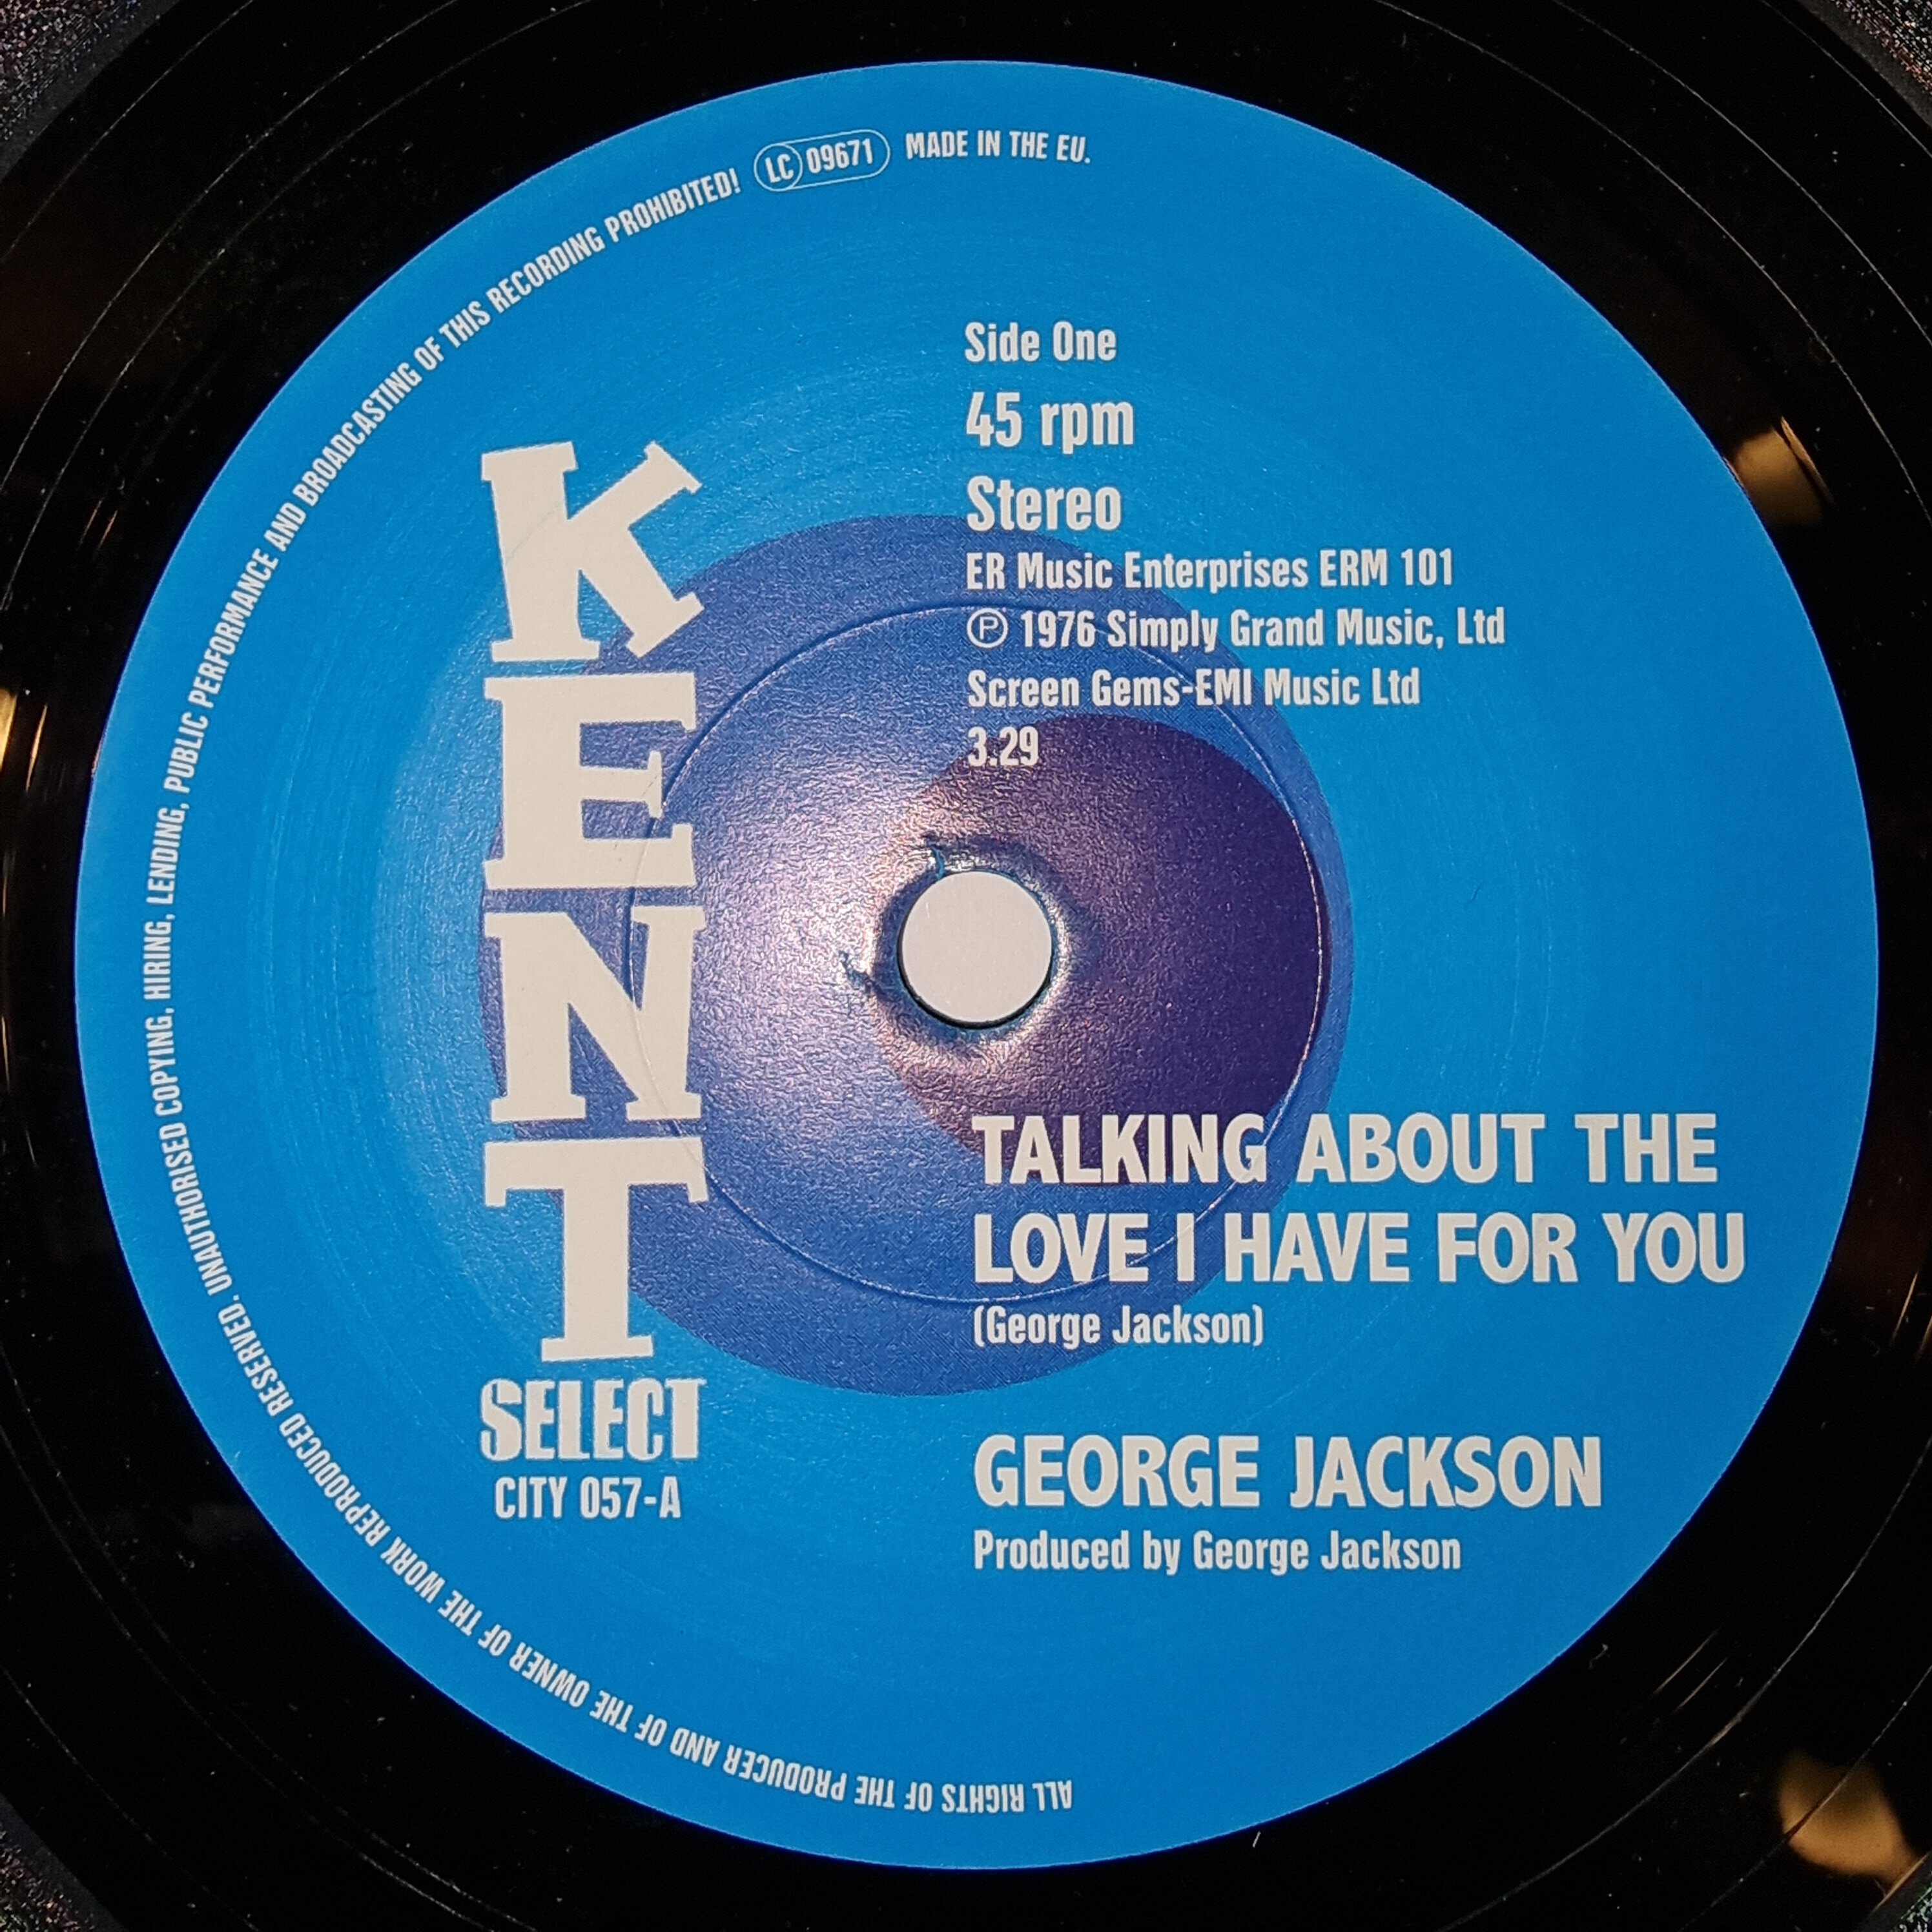 ALL RIGHTS OF THE PRODUCER AND OF THE OWNER OF THE WORK REPRODUCED RESERVED. UNAUTHORISED COPYING, HIRING, LENDING, PUBLIC PERFORMANCE AND BROADCASTING OF THIS RECORDING PROHIBITED! LC 09671 MADE IN THE EU.
KENT
SELECT
CITY 057-A
Side One
45 rpm
Stereo
ER Music Enterprises ERM 101
℗ 1976 Simply Grand Music, Ltd
Screen Gems-EMI Music Ltd
3.29
TALKING ABOUT THE
LOVE I HAVE FOR YOU
(George Jackson)
GEORGE JACKSON
Produced by George Jackson